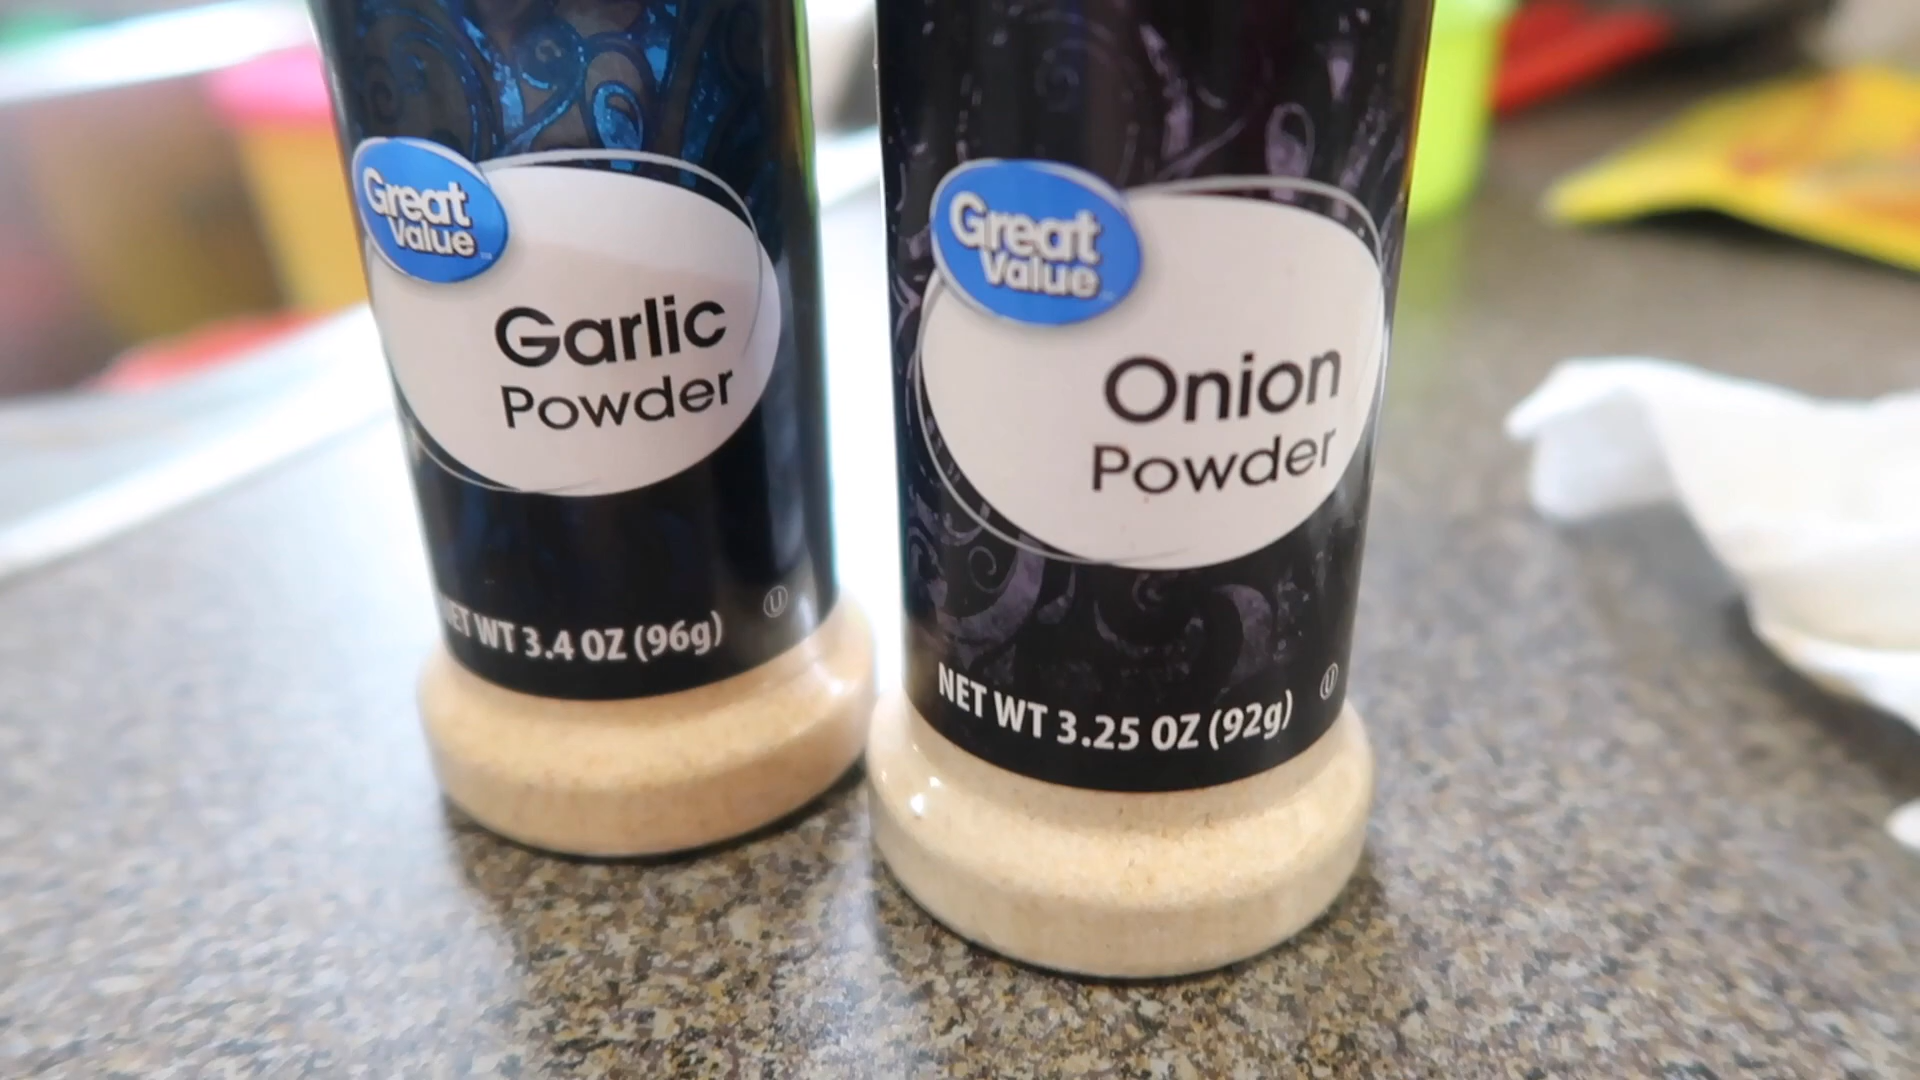 Great
Value
Garlic
Powder
NET WT 3.4 OZ (96g)
U
Great
Value
Onion
Powder
NET WT 3.25 OZ (92g)
U